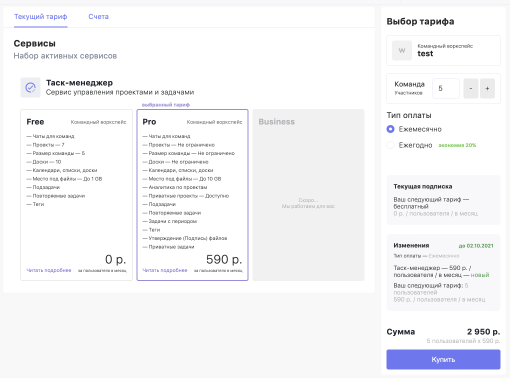 Текущий тариф
Счета
Сервисы
Набор активных сервисов
Таск-менеджер
Сервис управления проектами и задачами
выбранный тариф
Free
Командный воркспейс
— Чаты для команд
— Проекты — 7
— Размер команды — 5
— Доски — 10
— Календари, списки, доски
— Место под файлы — До 1 GB
— Подзадачи
— Повторяемые задачи
— Теги
0 р.
Читать подробнее
за пользователя в месяц
Pro
Командный воркспейс
— Чаты для команд
— Проекты — Не ограничено
— Размер команды — Не ограничено
— Доски — Не ограничено
— Календари, списки, доски
— Место под файлы — До 10 GB
— Аналитика по проектам
— Приватные проекты — Доступно
— Подзадачи
— Повторяемые задачи
— Задачи с периодом
— Теги
— Утверждение (Подпись) файлов
— Приватные задачи
590 р.
Читать подробнее
за пользователя в месяц
Business
Скоро...
Мы работаем для вас
Выбор тарифа
W
Командный воркспейс
test
Команда
Участников
5
-
+
Тип оплаты
Ежемесячно
Ежегодно
экономия 20%
Текущая подписка
Ваш следующий тариф —
бесплатный
0 р. / пользователя / в месяц
Изменения
до 02.10.2021
Тип оплаты — Ежемесячно
Таск-менеджер — 590 р. /
пользователя / в месяц — новый
Ваш следующий тариф: 5
пользователей
590 р. / пользователя / в месяц
Сумма
2 950 р.
5 пользователей x 590 р.
Купить